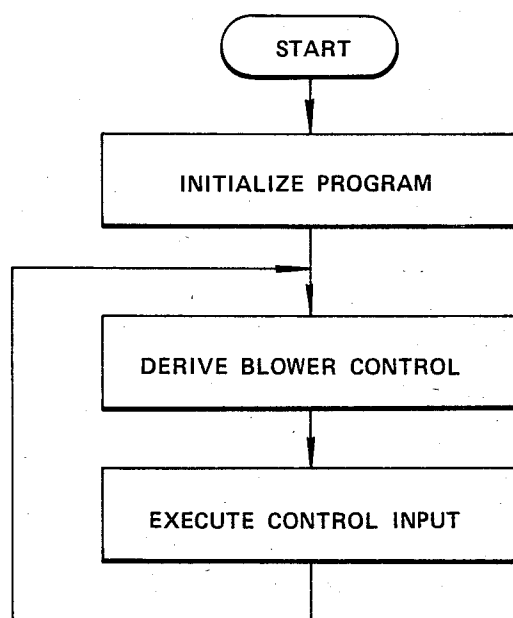 START
INITIALIZE PROGRAM
DERIVE BLOWER CONTROL
EXECUTE CONTROL INPUT